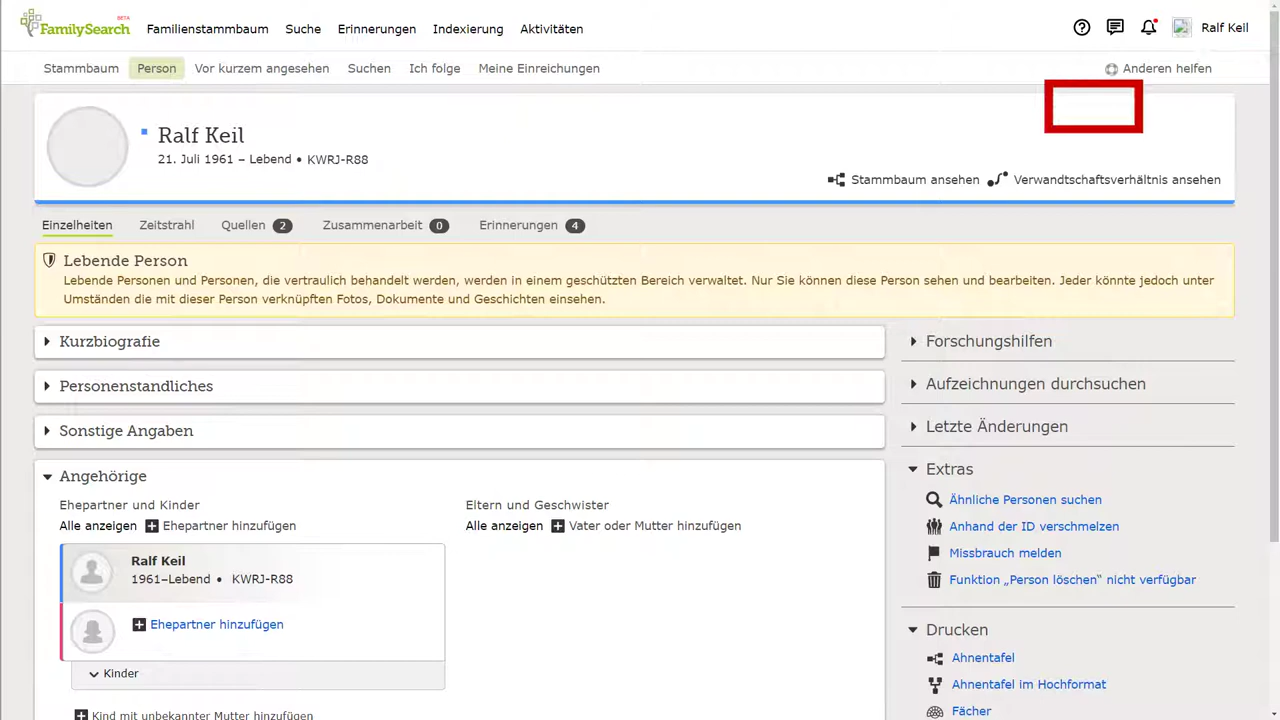 FamilySearch BETA
Familienstammbaum Suche Erinnerungen Indexierung Aktivitäten
Ralf Keil
Stammbaum Person Vor kurzem angesehen Suchen Ich folge Meine Einreichungen
Anderen helfen
Ralf Keil
21. Juli 1961 – Lebend • KWRJ-R88
Stammbaum ansehen Verwandtschaftsverhältnis ansehen
Einzelheiten Zeitstrahl Quellen 2 Zusammenarbeit 0 Erinnerungen 4
Lebende Person
Lebende Personen und Personen, die vertraulich behandelt werden, werden in einem geschützten Bereich verwaltet. Nur Sie können diese Person sehen und bearbeiten. Jeder könnte jedoch unter
Umständen die mit dieser Person verknüpften Fotos, Dokumente und Geschichten einsehen.
Kurzbiografie
Personenstandliches
Sonstige Angaben
Angehörige
Ehepartner und Kinder
Alle anzeigen Ehepartner hinzufügen
Ralf Keil
1961–Lebend • KWRJ-R88
Ehepartner hinzufügen
Kinder
Kind mit unbekannter Mutter hinzufügen
Eltern und Geschwister
Alle anzeigen Vater oder Mutter hinzufügen
Forschungshilfen
Aufzeichnungen durchsuchen
Letzte Änderungen
Extras
Ähnliche Personen suchen
Anhand der ID verschmelzen
Missbrauch melden
Funktion „Person löschen“ nicht verfügbar
Drucken
Ahnentafel
Ahnentafel im Hochformat
Fächer